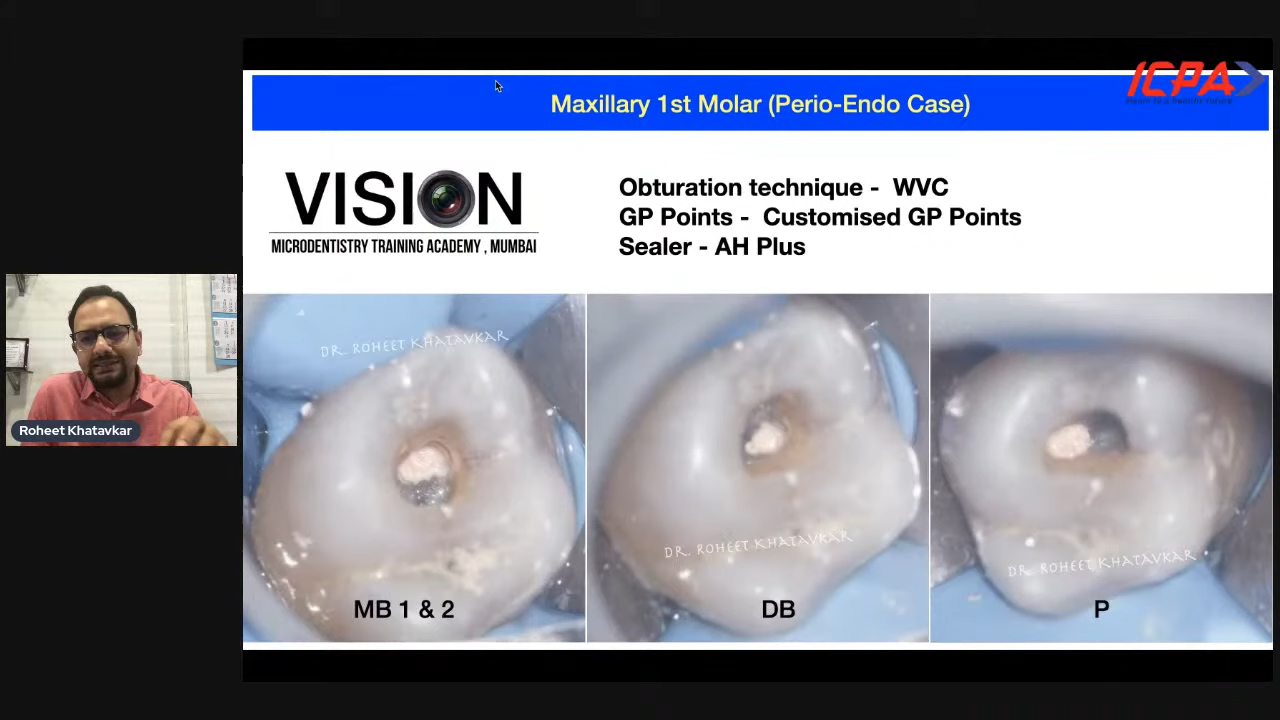 ICPA
Maxillary 1st Molar (Perio-Endo Case)
VISION
MICRODENTISTRY TRAINING ACADEMY , MUMBAI
Obturation technique - WVC
GP Points - Customised GP Points
Sealer - AH Plus
DR. ROHEET KHATAVKAR
DR. ROHEET KHATAVKAR
DR. ROHEET KHATAVKAR
MB 1 & 2
DB
P
Roheet Khatavkar